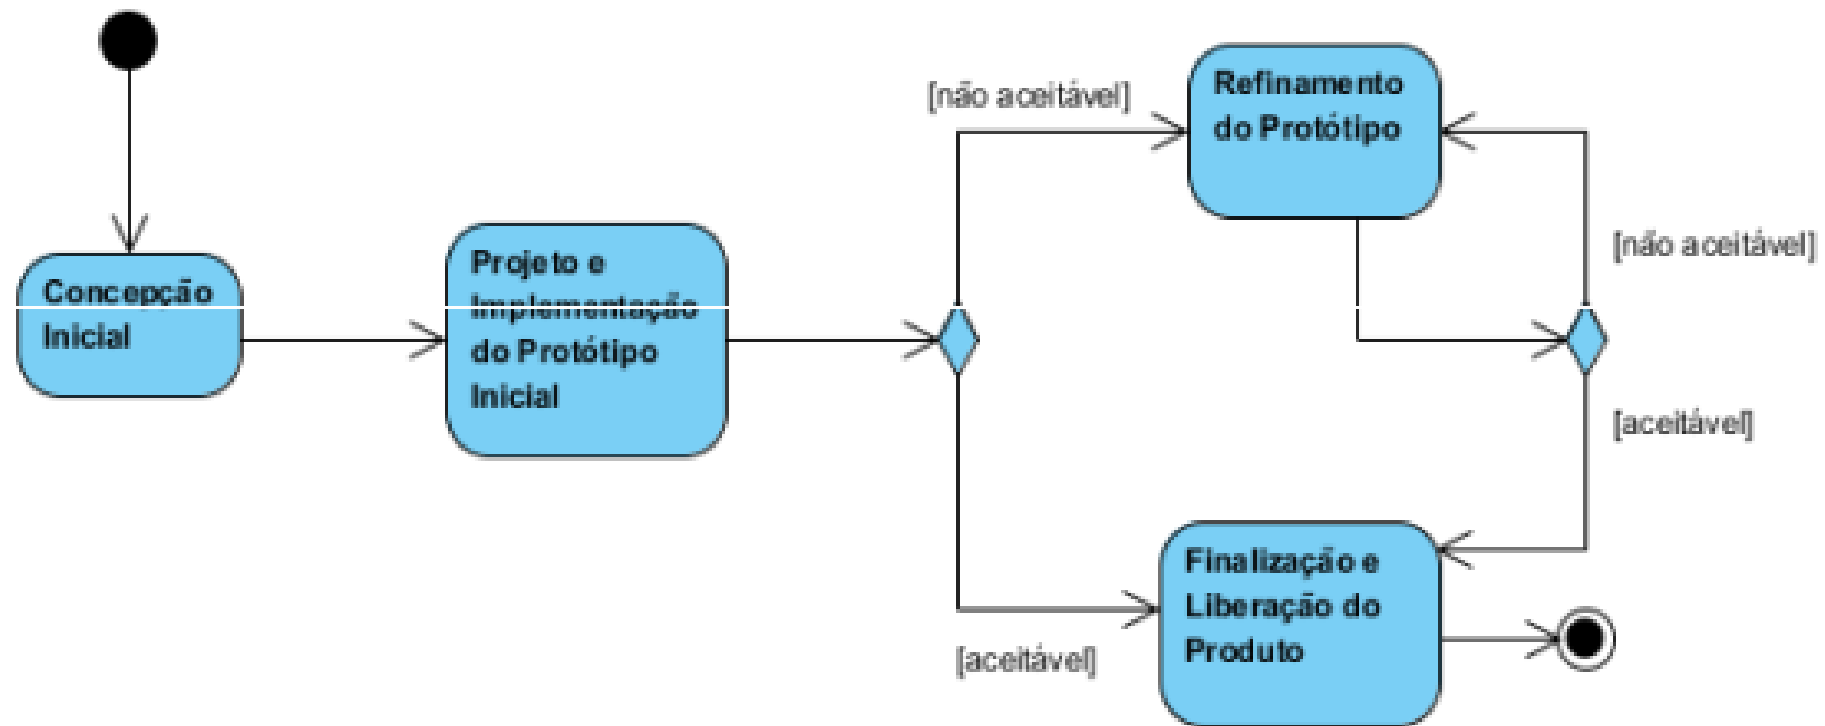 [não aceitável]
Refinamento
do Protótipo
[não aceitável]
Concepção
Inicial
Projeto e
Implementação
do Protótipo
Inicial
[aceitável]
Finalização e
Liberação do
Produto
[aceitável]